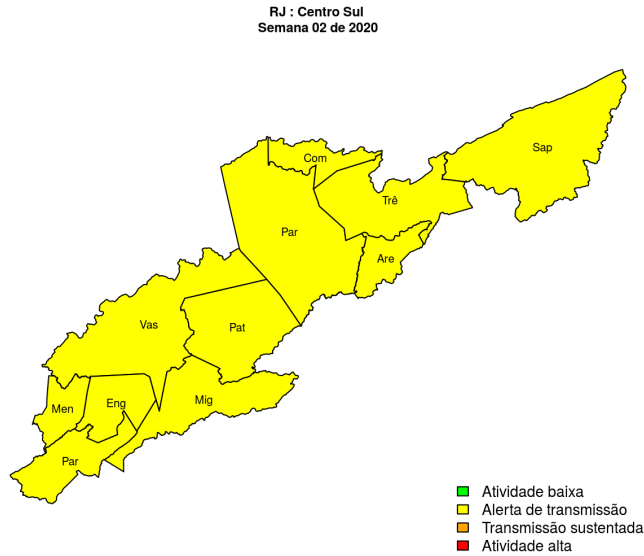 RJ : Centro Sul
Semana 02 de 2020
Sap
Com
Trê
Par
Are
Vas
Pat
Mig
Eng
Men
Par
Atividade baixa
Alerta de transmissão
Transmissão sustentada
Atividade alta